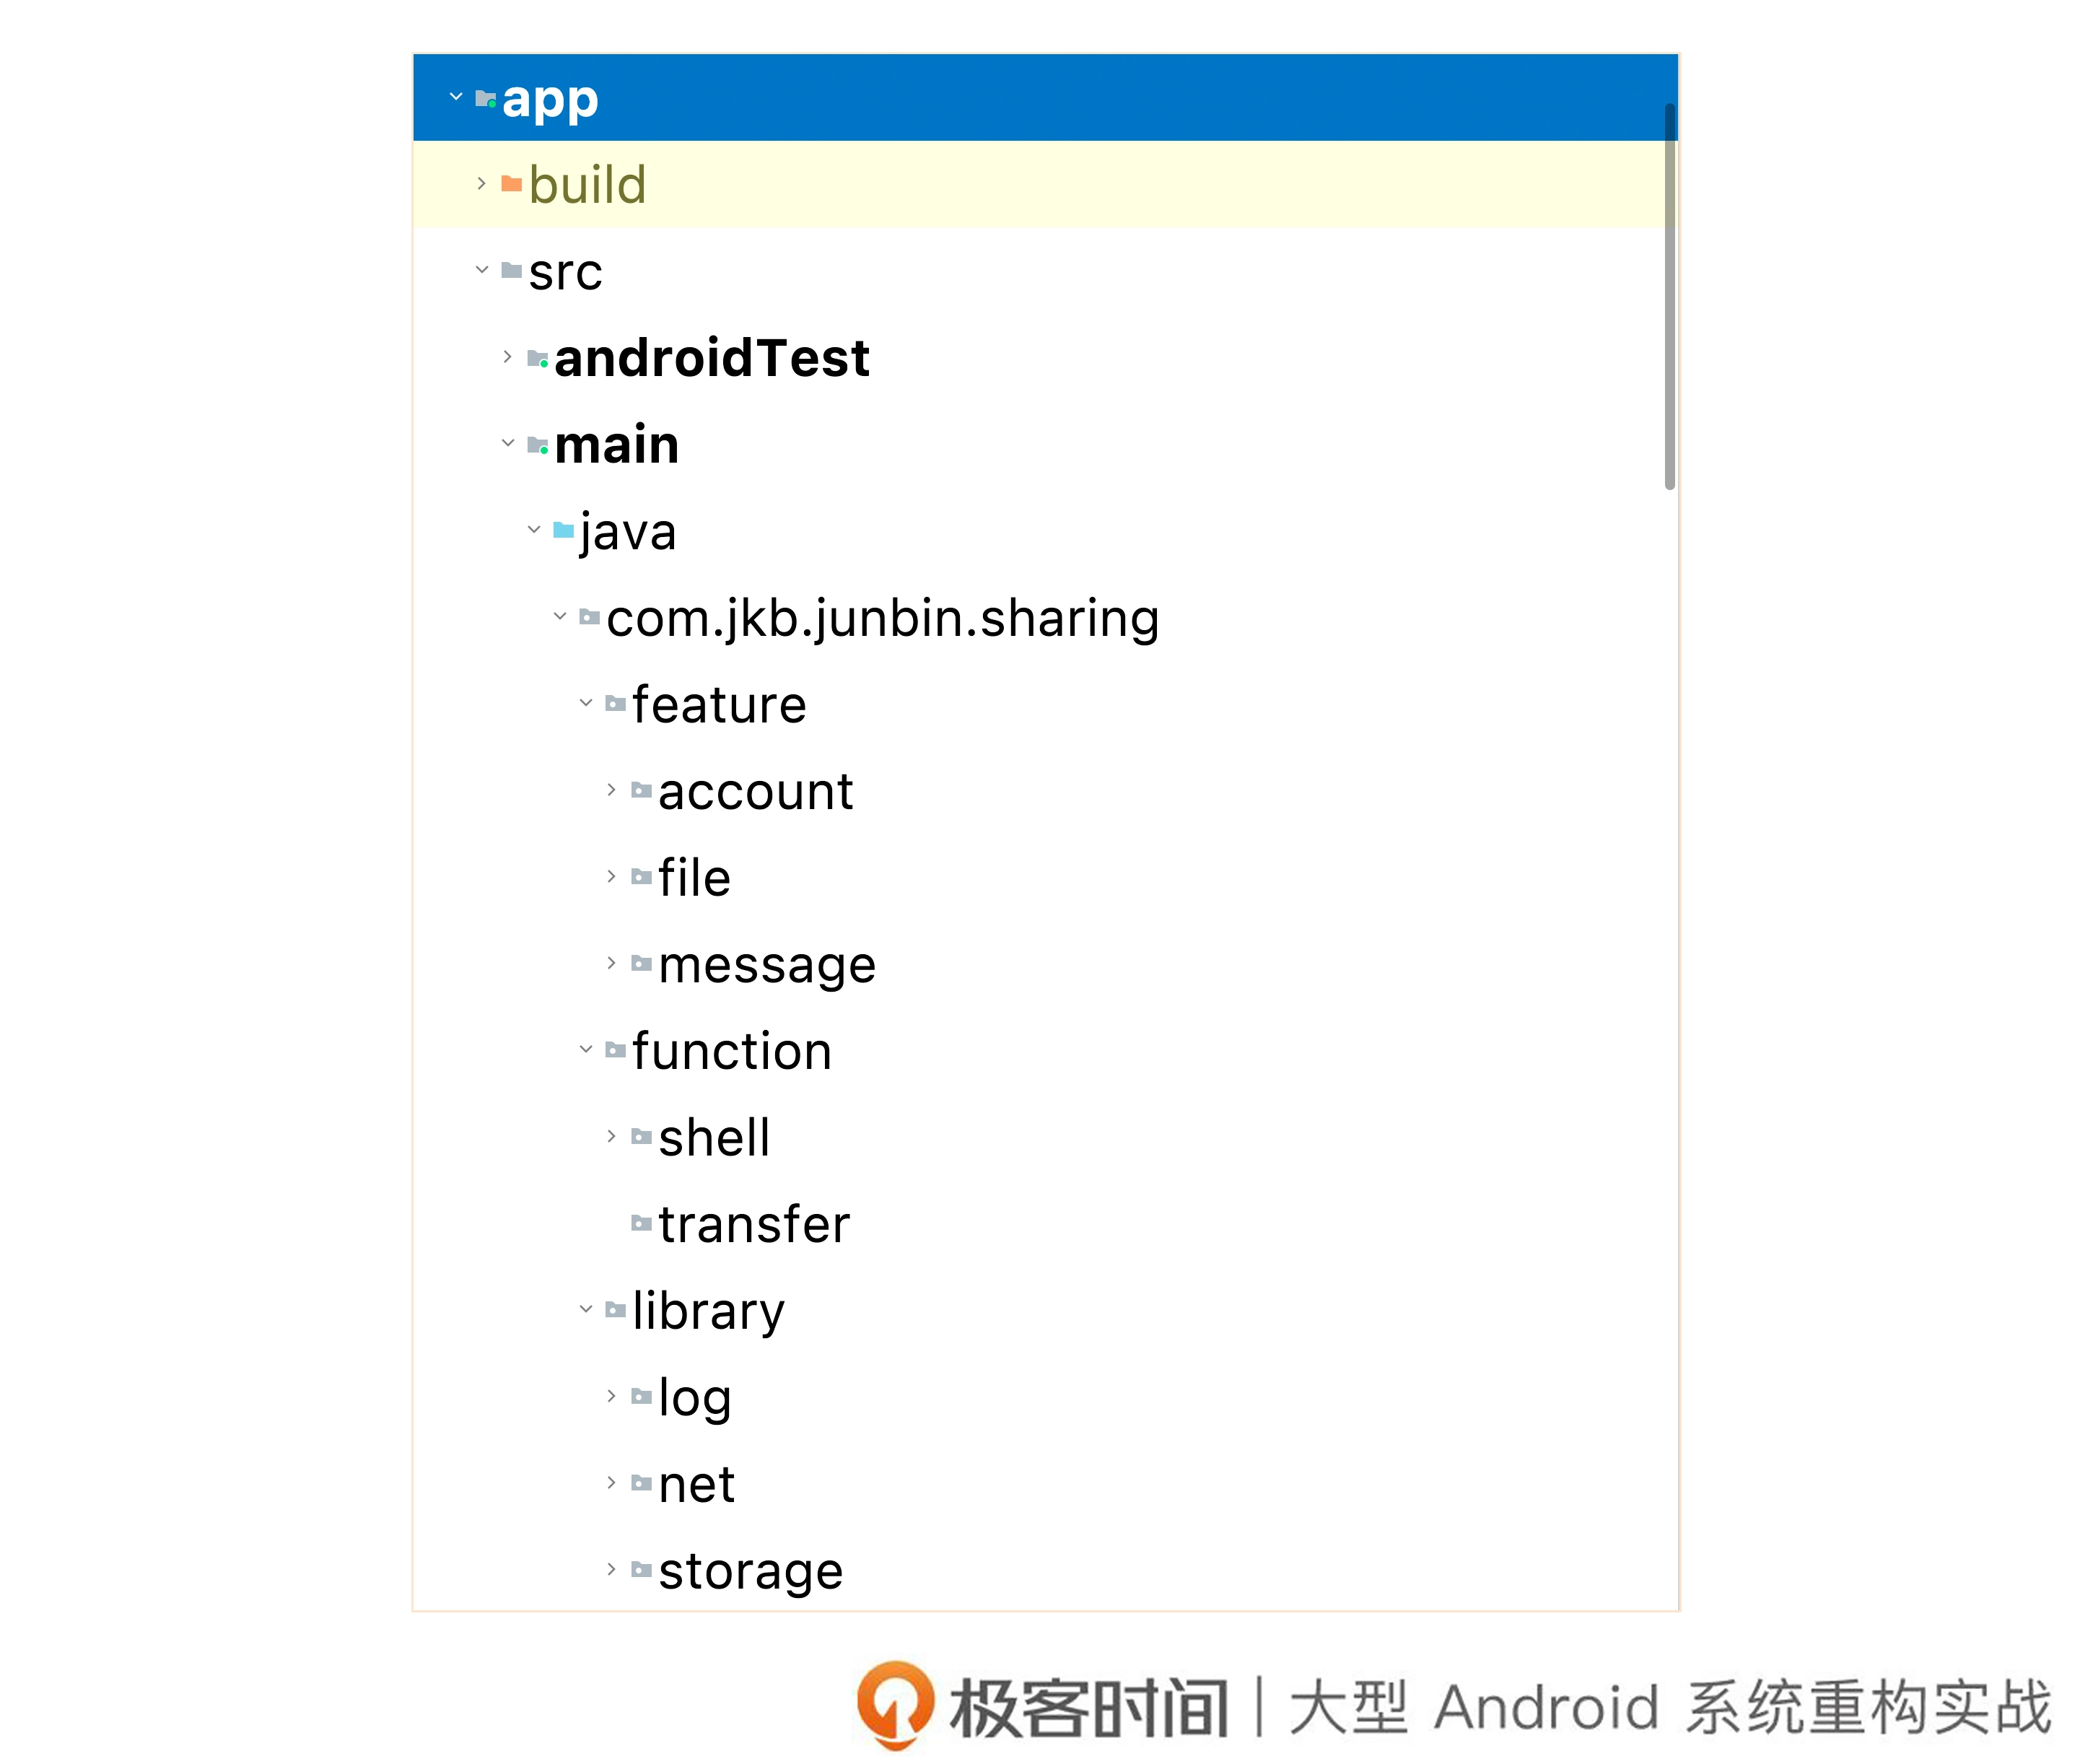 app
build
src
androidTest
main
java
com.jkb.junbin.sharing
feature
account
file
message
function
shell
transfer
library
log
net
storage
极客时间 | 大型 Android 系统重构实战